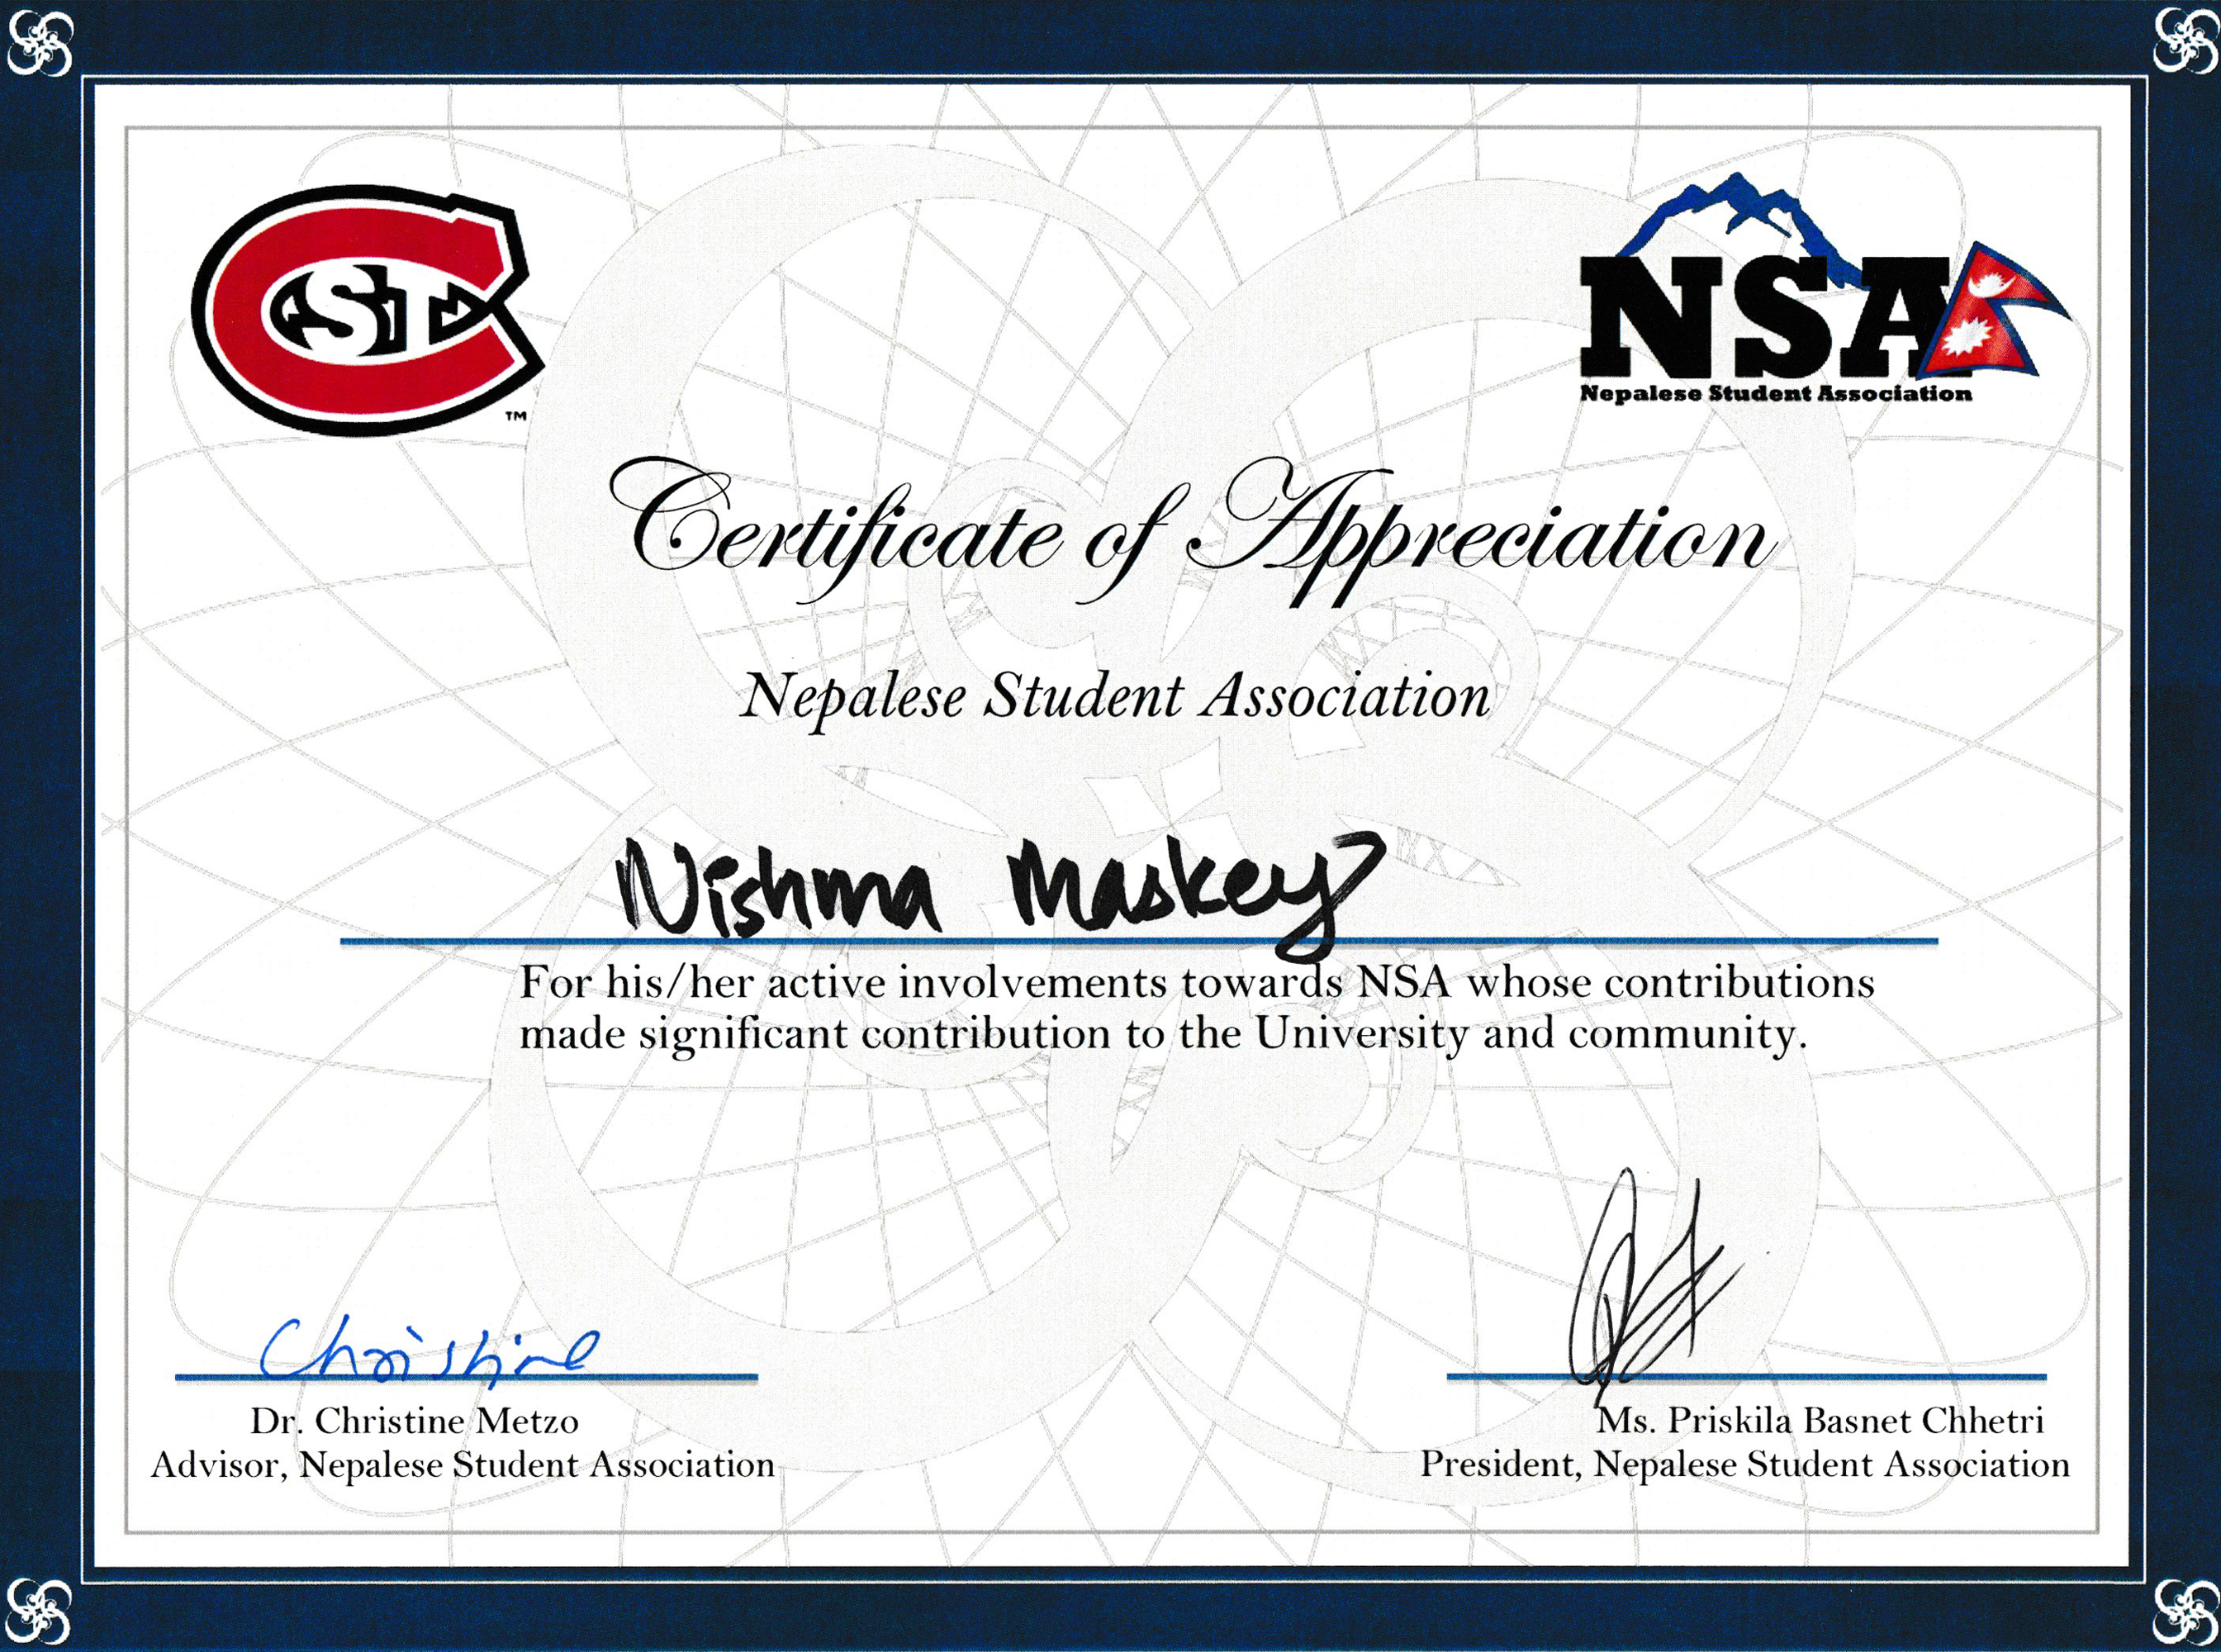 STC
TM
NSA
Nepalese Student Association
Certificate of Appreciation
Nepalese Student Association
Nishma Maskey
For his/her active involvements towards NSA whose contributions
made significant contribution to the University and community.
Christine
Dr. Christine Metzo
Advisor, Nepalese Student Association
Ms. Priskila Basnet Chhetri
President, Nepalese Student Association